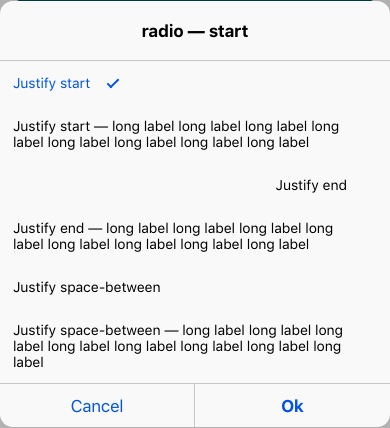 radio — start
Justify start
Justify start — long label long label long label long
label long label long label long label long label
Justify end
Justify end — long label long label long label long
label long label long label long label long label
Justify space-between
Justify space-between — long label long label long
label long label long label long label long label long
label
Cancel
Ok